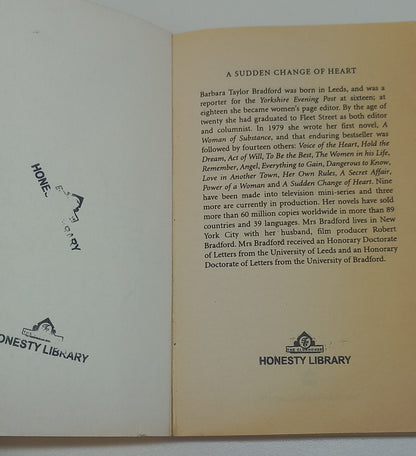 HONES
LIBRARY
HONESTY LIBRARY
A SUDDEN CHANGE OF HEART
Barbara Taylor Bradford was born in Leeds, and was a
reporter for the Yorkshire Evening Post at sixteen; at
eighteen she became women's page editor. By the age of
twenty she had graduated to Fleet Street as both editor
and columnist. In 1979 she wrote her first novel, A
Woman of Substance, and that enduring bestseller was
followed by fourteen others: Voice of the Heart, Hold the
Dream, Act of Will, To Be the Best, The Women in his Life,
Remember, Angel, Everything to Gain, Dangerous to Know,
Love in Another Town, Her Own Rules, A Secret Affair,
Power of a Woman and A Sudden Change of Heart. Nine
have been made into television mini-series and three
more are currently in production. Her novels have sold
more than 60 million copies worldwide in more than 89
countries and 39 languages. Mrs Bradford lives in New
York City with her husband, film producer Robert
Bradford. Mrs Bradford received an Honorary Doctorate
of Letters from the University of Leeds and an Honorary
Doctorate of Letters from the University of Bradford.
HONESTY LIBRARY